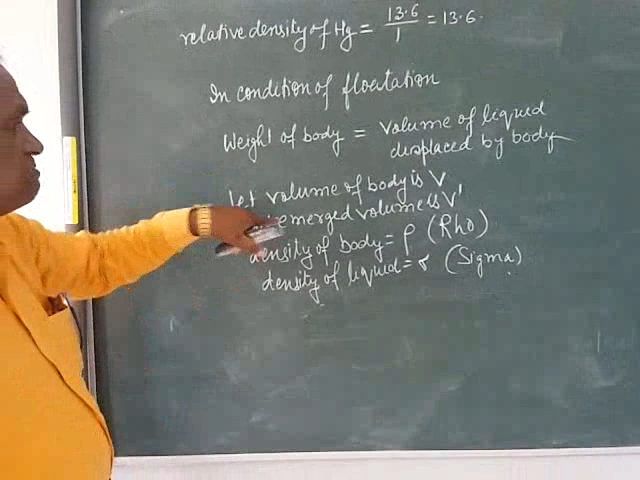 relative density of Hg = 13.6/1 = 13.6.
In condition of floatation
Weight of body = volume of liquid
displaced by body
Let volume of body is V
emerged volume is V'
density of body = ρ (Rho)
density of liquid = σ (Sigma)